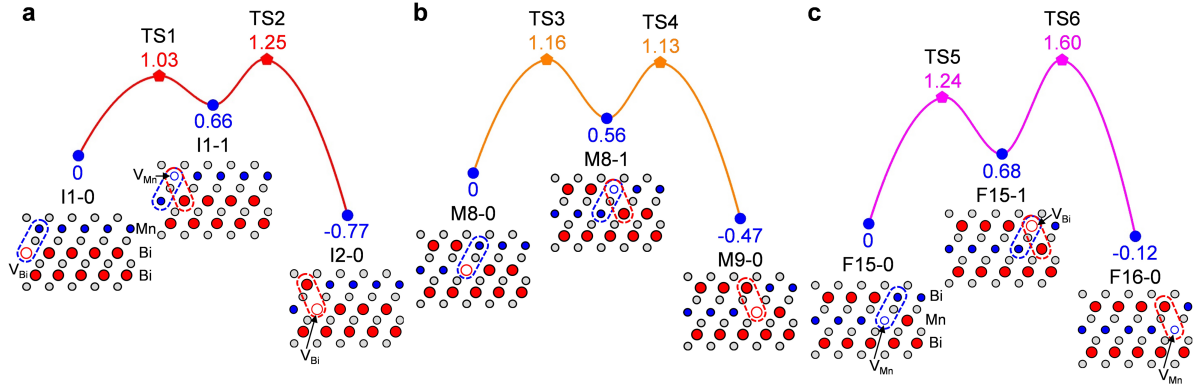 a
TS1
1.03
TS2
1.25
0
I1-0
0.66
I1-1
V_Mn
Mn
Bi
Bi
V_Bi
-0.77
I2-0
V_Bi
b
TS3
1.16
TS4
1.13
0
M8-0
0.56
M8-1
-0.47
M9-0
c
TS5
1.24
TS6
1.60
0
F15-0
0.68
F15-1
V_Bi
Bi
Mn
Bi
V_Mn
-0.12
F16-0
V_Mn